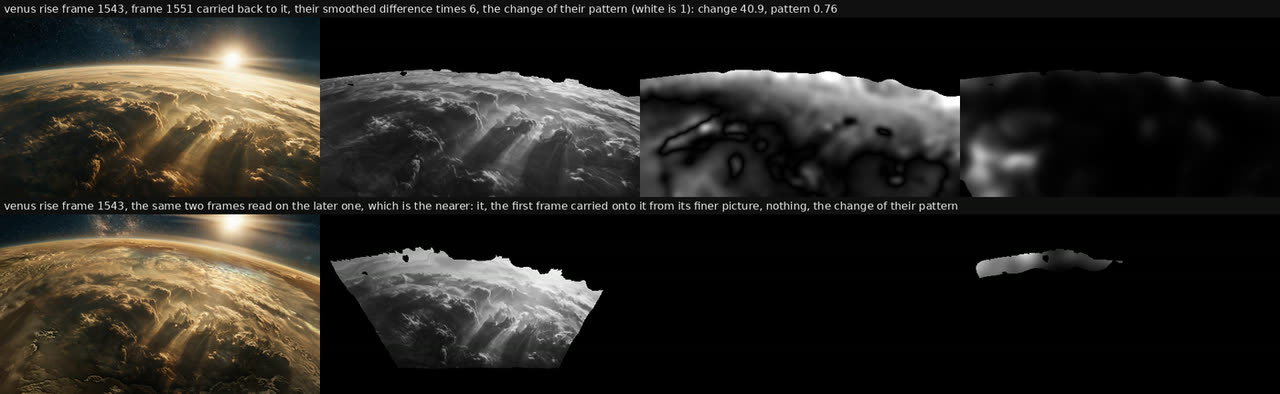 venus rise frame 1543, frame 1551 carried back to it, their smoothed difference times 6, the change of their pattern (white is 1): change 40.9, pattern 0.76
venus rise frame 1543, the same two frames read on the later one, which is the nearer: it, the first frame carried onto it from its finer picture, nothing, the change of their pattern